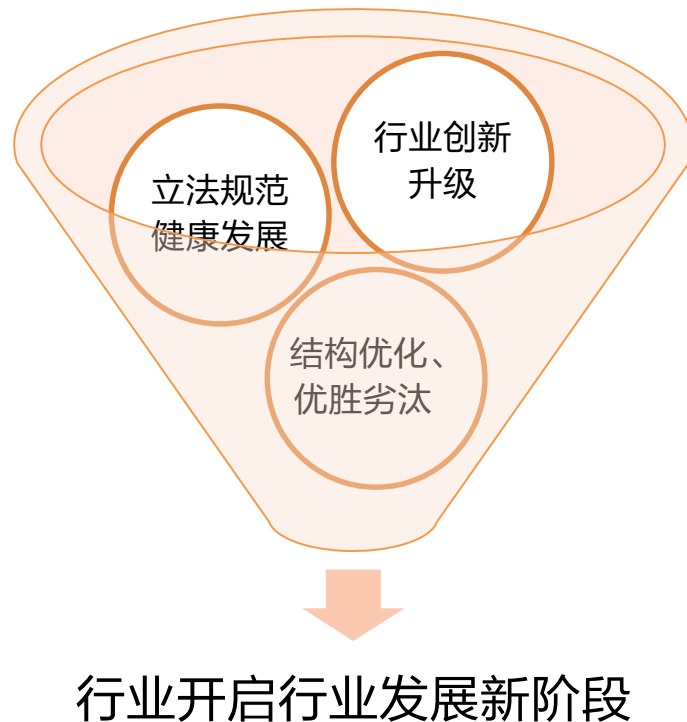 行业创新
升级
立法规范
健康发展
结构优化、
优胜劣汰
行业开启行业发展新阶段